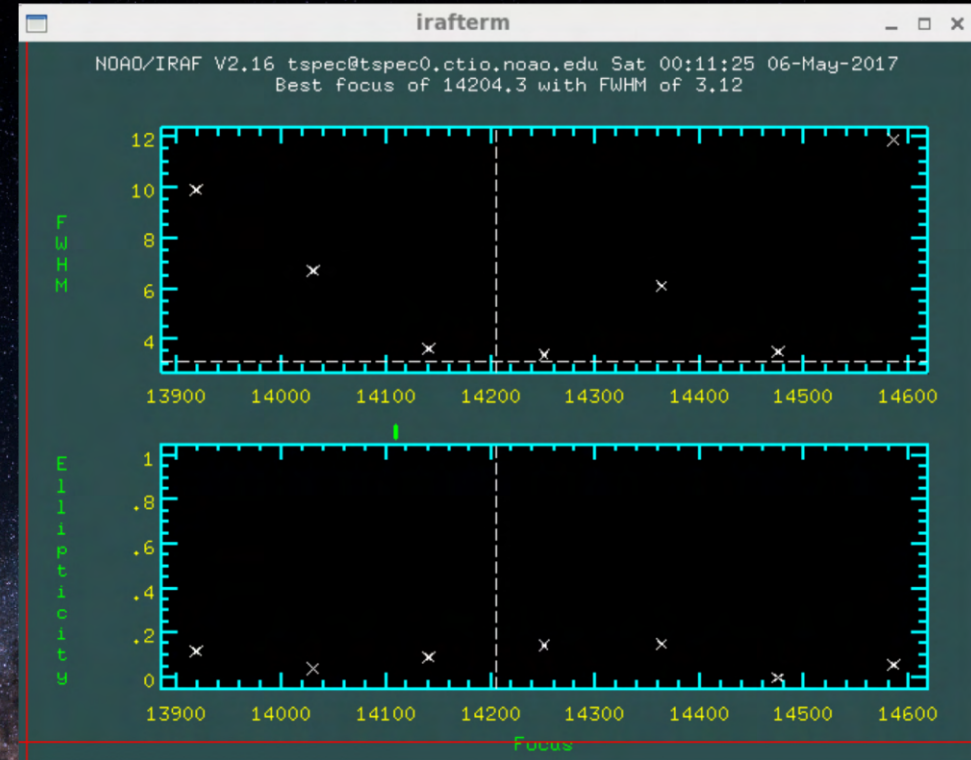 irafterm
NOAO/IRAF V2.16 tspec@tspec0.ctio.noao.edu Sat 00:11:25 06-May-2017
Best focus of 14204.3 with FWHM of 3.12
FWHM
12
10
8
6
4
13900 14000 14100 14200 14300 14400 14500 14600
Ellipticity
1
.8
.6
.4
.2
0
13900 14000 14100 14200 14300 14400 14500 14600
Focus